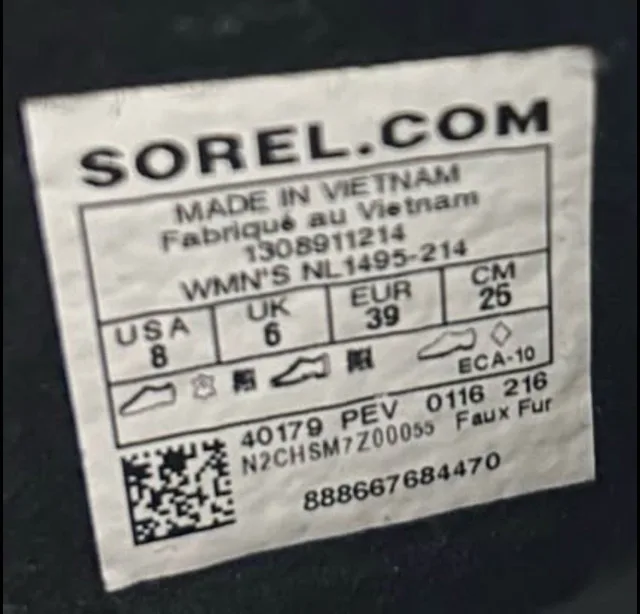 SOREL.COM
MADE IN VIETNAM
Fabriqué au Vietnam
1308911214
WMN'S NL1495-214
USA UK EUR CM
8 6 39 25
ECA-10
40179 PEV 0116 216
N2CHSM7Z00055 Faux Fur
888667684470